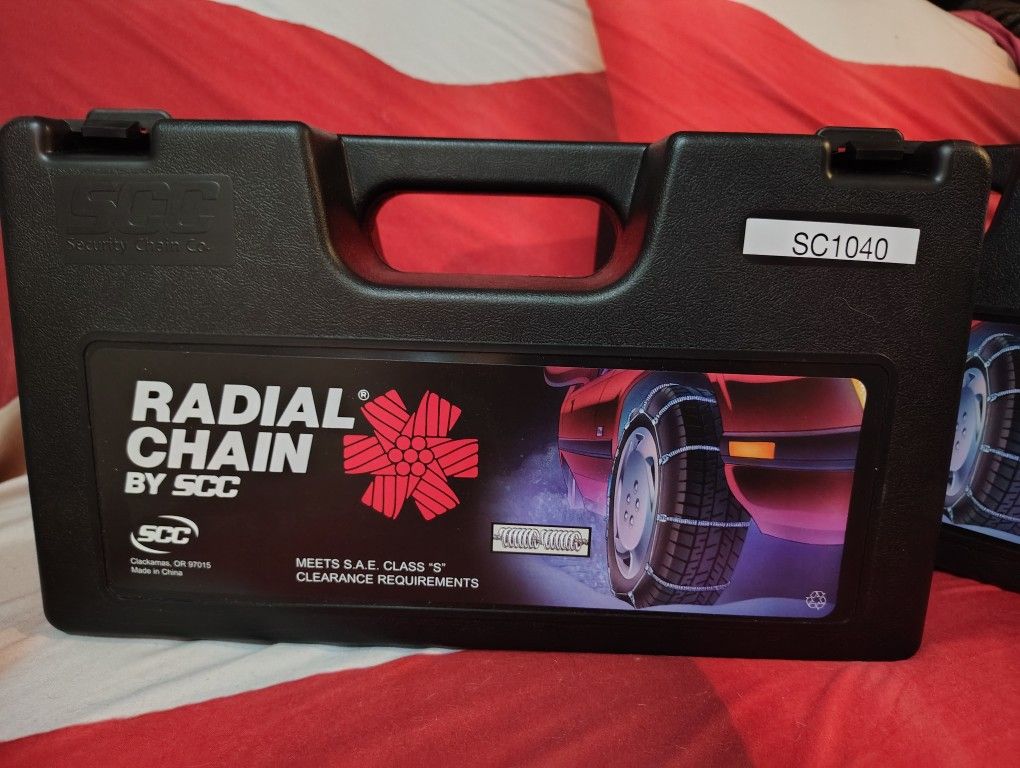 SCC
Security Chain Co.
SC1040
RADIAL®
CHAIN
BY SCC
SCC
Clackamas, OR 97015
Made in China
MEETS S.A.E. CLASS "S"
CLEARANCE REQUIREMENTS